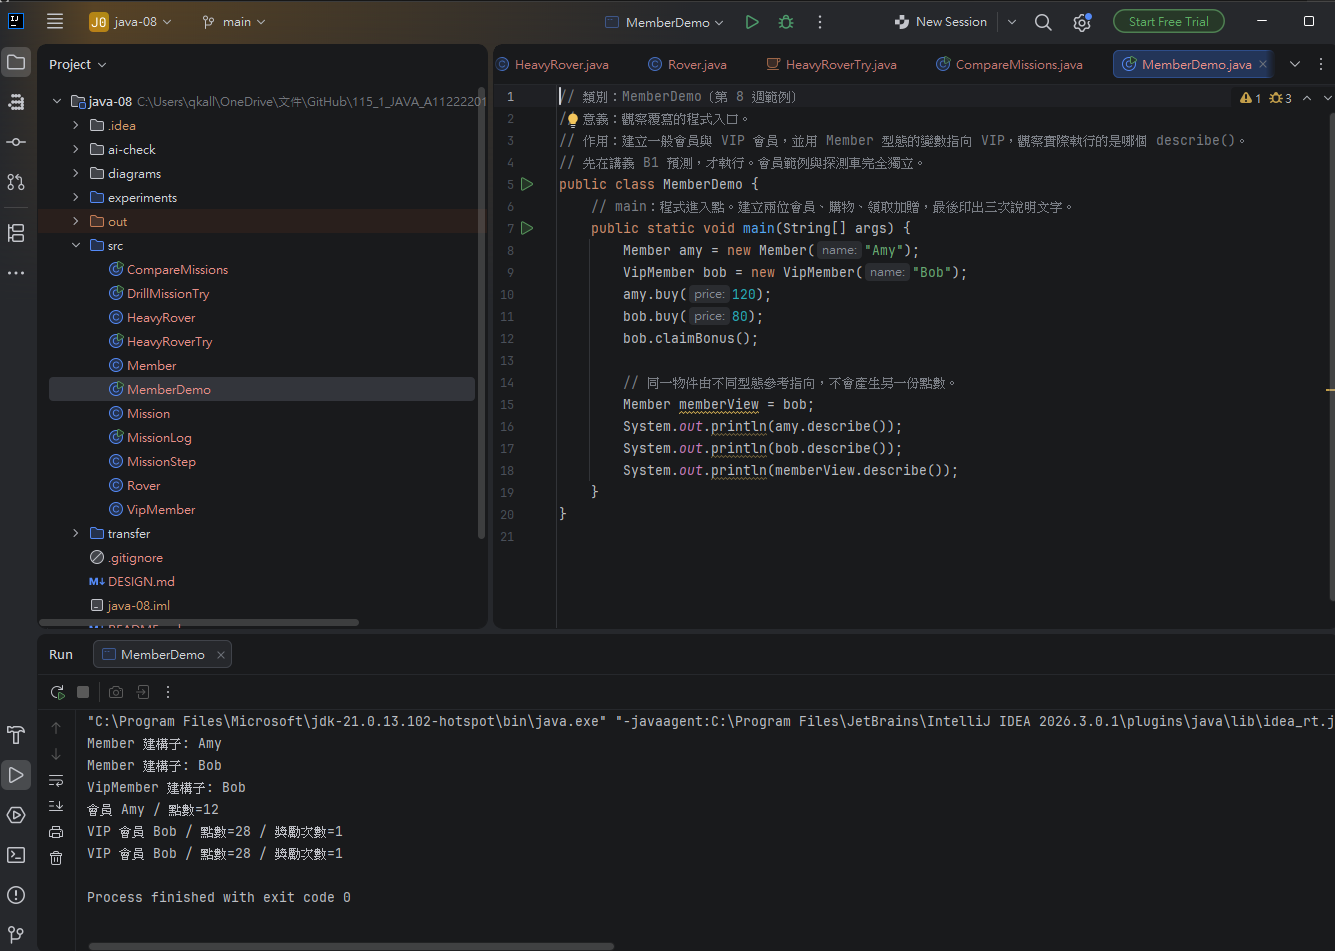 J0 java-08 main MemberDemo New Session Start Free Trial
Project
java-08 C:\Users\qkall\OneDrive\文件\GitHub\115_1_JAVA_A11222201
.idea
ai-check
diagrams
experiments
out
src
CompareMissions
DrillMissionTry
HeavyRover
HeavyRoverTry
Member
MemberDemo
Mission
MissionLog
MissionStep
Rover
VipMember
transfer
.gitignore
M↓ DESIGN.md
java-08.iml
HeavyRover.java Rover.java HeavyRoverTry.java CompareMissions.java MemberDemo.java
1 3
1 // 類別：MemberDemo（第 8 週範例）
2 / 意義：觀察覆寫的程式入口。
3 // 作用：建立一般會員與 VIP 會員，並用 Member 型態的變數指向 VIP，觀察實際執行的是哪個 describe()。
4 // 先在講義 B1 預測，才執行。會員範例與探測車完全獨立。
5 public class MemberDemo {
6 // main：程式進入點。建立兩位會員、購物、領取加贈，最後印出三次說明文字。
7 public static void main(String[] args) {
8 Member amy = new Member( name: "Amy");
9 VipMember bob = new VipMember( name: "Bob");
10 amy.buy( price: 120);
11 bob.buy( price: 80);
12 bob.claimBonus();
13
14 // 同一物件由不同型態參考指向，不會產生另一份點數。
15 Member memberView = bob;
16 System.out.println(amy.describe());
17 System.out.println(bob.describe());
18 System.out.println(memberView.describe());
19 }
20 }
21
Run MemberDemo
"C:\Program Files\Microsoft\jdk-21.0.13.102-hotspot\bin\java.exe" "-javaagent:C:\Program Files\JetBrains\IntelliJ IDEA 2026.3.0.1\plugins\java\lib\idea_rt.j
Member 建構子: Amy
Member 建構子: Bob
VipMember 建構子: Bob
會員 Amy / 點數=12
VIP 會員 Bob / 點數=28 / 獎勵次數=1
VIP 會員 Bob / 點數=28 / 獎勵次數=1
Process finished with exit code 0